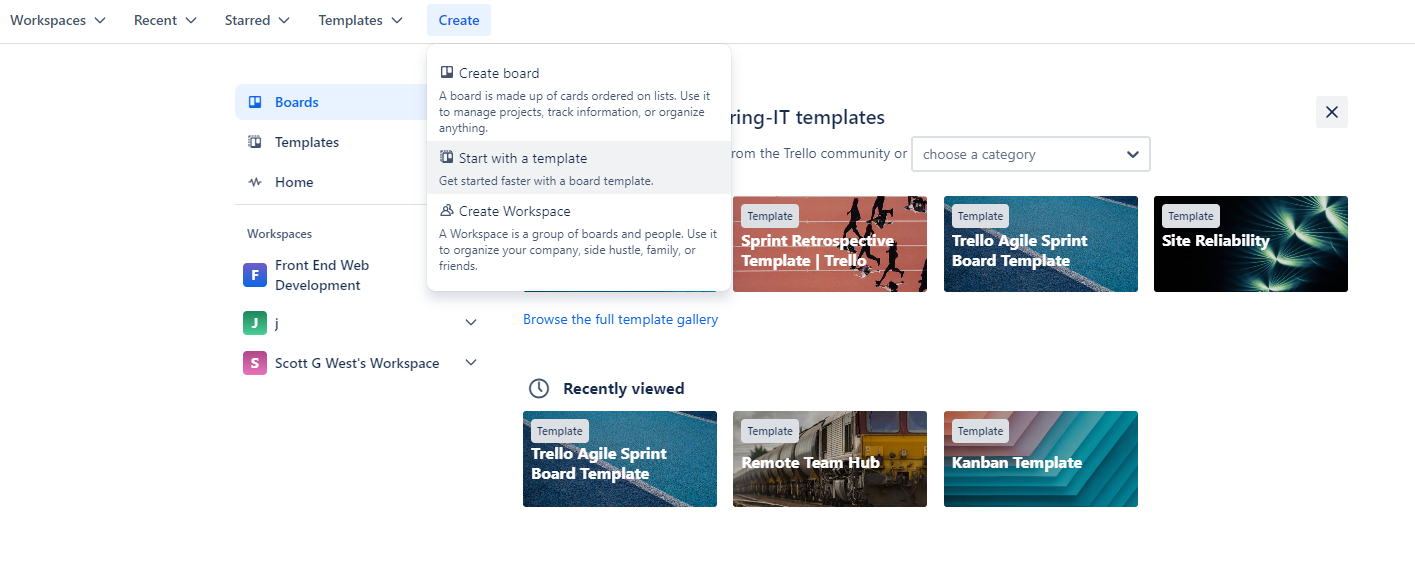 Workspaces
Recent
Starred
Templates
Create
Create board
A board is made up of cards ordered on lists. Use it
to manage projects, track information, or organize
anything.
Start with a template
Get started faster with a board template.
Create Workspace
A Workspace is a group of boards and people. Use it
to organize your company, side hustle, family, or
friends.
Boards
Templates
Home
Workspaces
F
Front End Web
Development
J
j
S
Scott G West's Workspace
ring-IT templates
rom the Trello community or
choose a category
Template
Sprint Retrospective
Template | Trello
Template
Trello Agile Sprint
Board Template
Template
Site Reliability
Browse the full template gallery
Recently viewed
Template
Trello Agile Sprint
Board Template
Template
Remote Team Hub
Template
Kanban Template